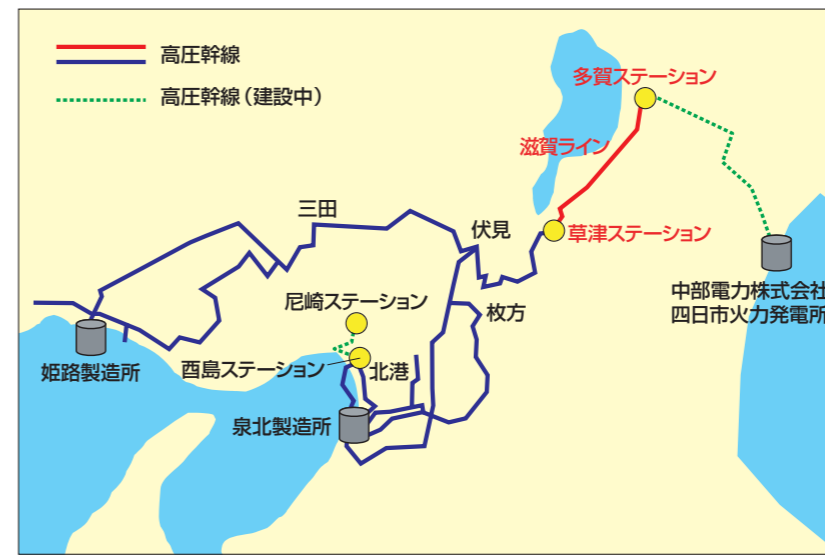 高圧幹線
高圧幹線（建設中）
多賀ステーション
滋賀ライン
三田
伏見
草津ステーション
中部電力株式会社
四日市火力発電所
尼崎ステーション
枚方
姫路製造所
酉島ステーション
北港
泉北製造所